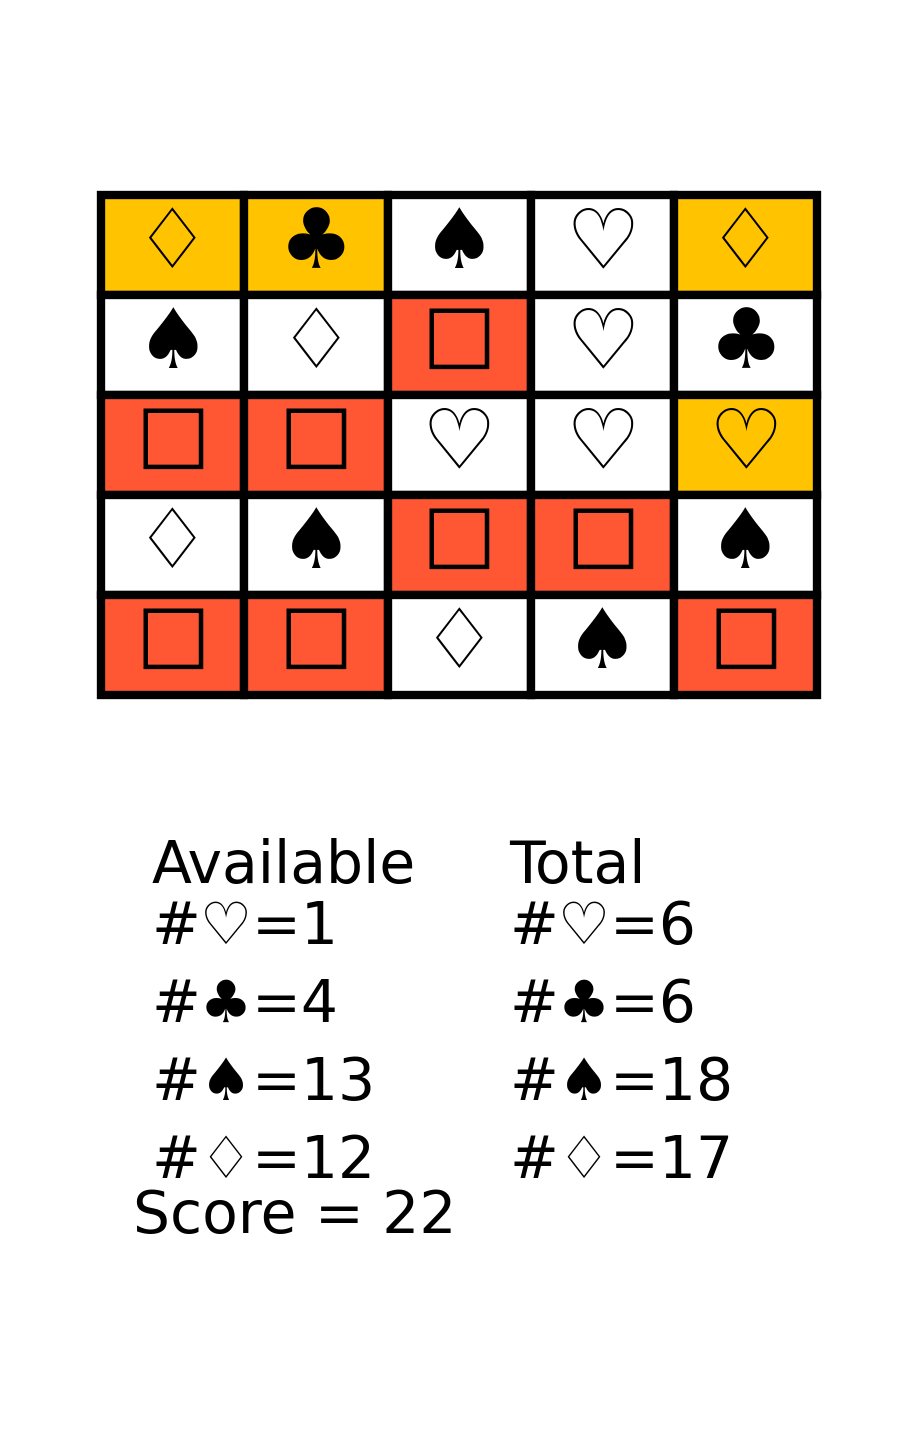 ♢ ♣ ♠ ♡ ♢
♠ ♢ □ ♡ ♣
□ □ ♡ ♡ ♡
♢ ♠ □ □ ♠
□ □ ♢ ♠ □
Available Total
#♡=1 #♡=6
#♣=4 #♣=6
#♠=13 #♠=18
#♢=12 #♢=17
Score = 22